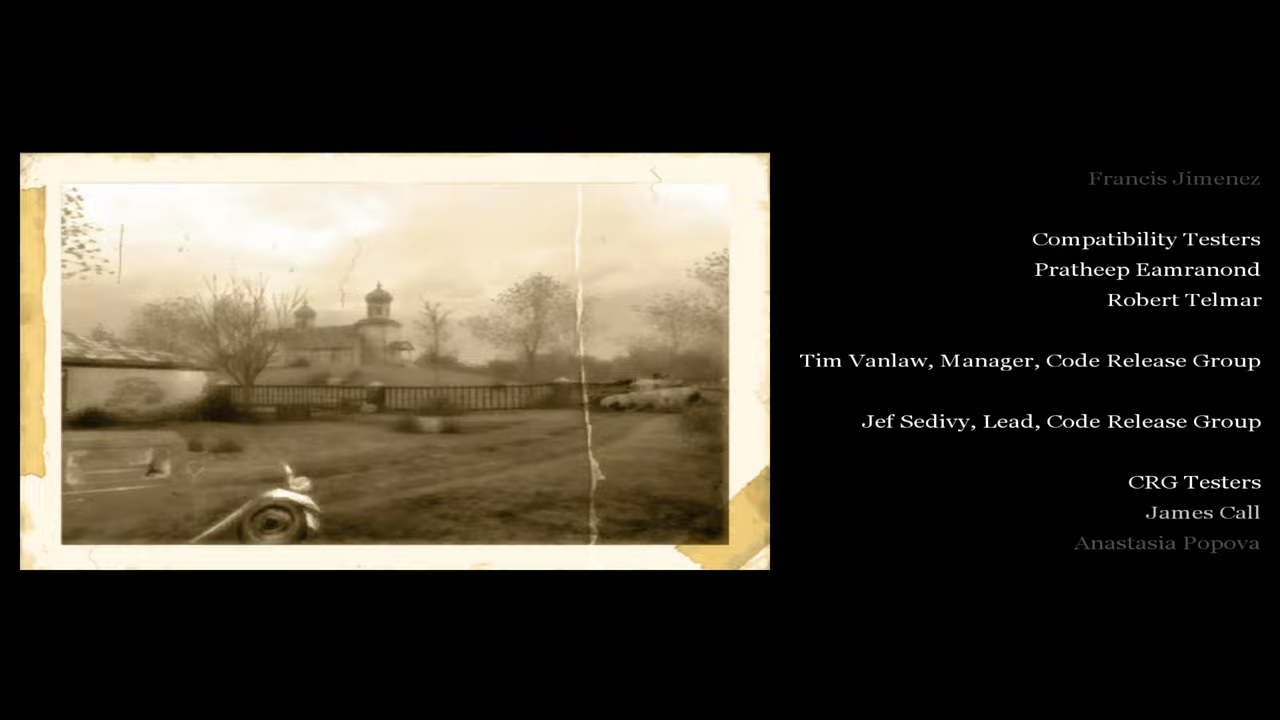 Francis Jimenez
Compatibility Testers
Pratheep Eamranond
Robert Telmar
Tim Vanlaw, Manager, Code Release Group
Jef Sedivy, Lead, Code Release Group
CRG Testers
James Call
Anastasia Popova